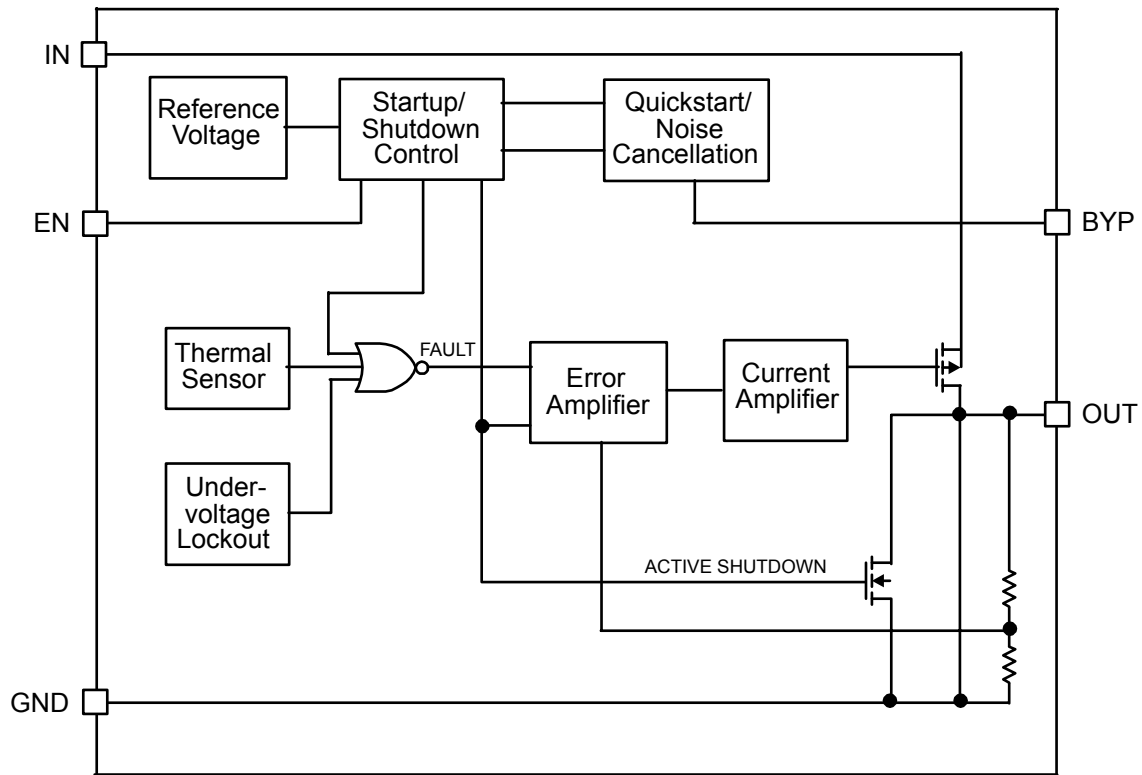 IN
Reference
Voltage
Startup/
Shutdown
Control
Quickstart/
Noise
Cancellation
EN
BYP
Thermal
Sensor
FAULT
Error
Amplifier
Current
Amplifier
OUT
Under-
voltage
Lockout
ACTIVE SHUTDOWN
GND